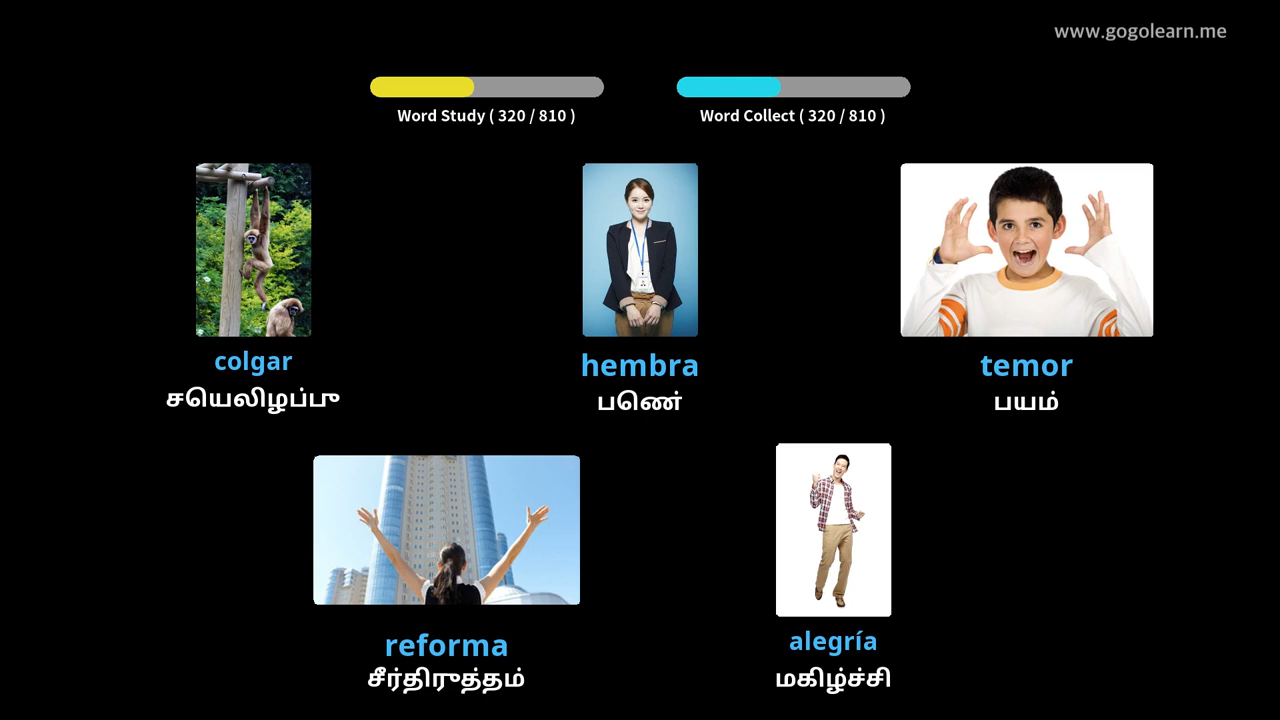 www.gogolearn.me
Word Study ( 320 / 810 )
Word Collect ( 320 / 810 )
colgar
சயெலிழப்பு
hembra
பணெ்
temor
பயம்
reforma
சீர்திருத்தம்
alegría
மகிழ்ச்சி